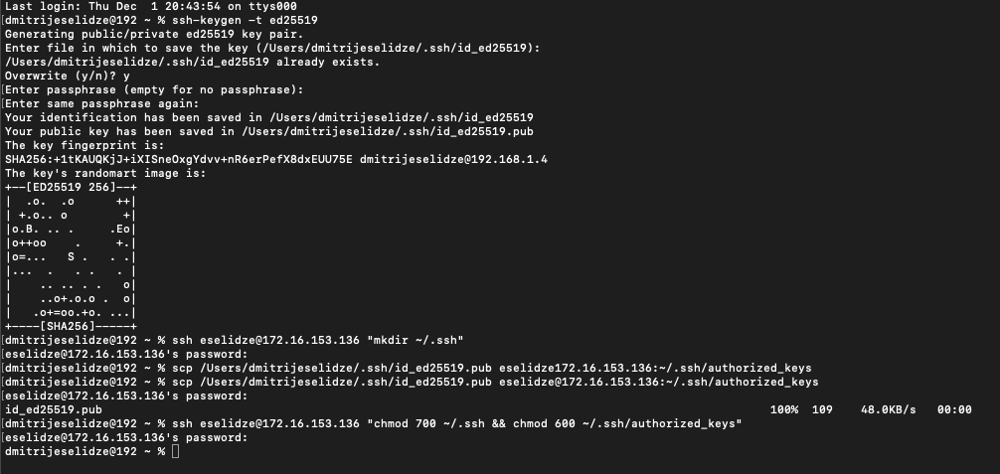 Last login: Thu Dec  1 20:43:54 on ttys000
[dmitrijeselidze@192 ~ % ssh-keygen -t ed25519
Generating public/private ed25519 key pair.
Enter file in which to save the key (/Users/dmitrijeselidze/.ssh/id_ed25519):
/Users/dmitrijeselidze/.ssh/id_ed25519 already exists.
Overwrite (y/n)? y
[Enter passphrase (empty for no passphrase):
[Enter same passphrase again:
Your identification has been saved in /Users/dmitrijeselidze/.ssh/id_ed25519
Your public key has been saved in /Users/dmitrijeselidze/.ssh/id_ed25519.pub
The key fingerprint is:
SHA256:+1tKAUQKjJ+iXISneOxgYdvv+nR6erPefX8dxEUU75E dmitrijeselidze@192.168.1.4
The key's randomart image is:
+--[ED25519 256]--+
|  .o.  .o      ++|
| +.o.. o        +|
|o.B. .. .     .Eo|
|o++oo    .     +.|
|o=...   S .   . .|
|...  .   . .   . |
|    .. .. . .   o|
|    ..o+.o.o .  o|
|   .o+=oo.+o. ...|
+----[SHA256]-----+
[dmitrijeselidze@192 ~ % ssh eselidze@172.16.153.136 "mkdir ~/.ssh"
[eselidze@172.16.153.136's password:
[dmitrijeselidze@192 ~ % scp /Users/dmitrijeselidze/.ssh/id_ed25519.pub eselidze172.16.153.136:~/.ssh/authorized_keys
[dmitrijeselidze@192 ~ % scp /Users/dmitrijeselidze/.ssh/id_ed25519.pub eselidze@172.16.153.136:~/.ssh/authorized_keys
[eselidze@172.16.153.136's password:
id_ed25519.pub 100%  109    48.0KB/s   00:00
[dmitrijeselidze@192 ~ % ssh eselidze@172.16.153.136 "chmod 700 ~/.ssh && chmod 600 ~/.ssh/authorized_keys"
[eselidze@172.16.153.136's password:
dmitrijeselidze@192 ~ %